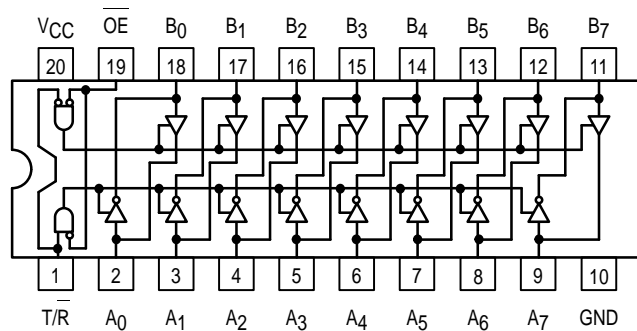 VCC OE B0 B1 B2 B3 B4 B5 B6 B7
20 19 18 17 16 15 14 13 12 11
1 2 3 4 5 6 7 8 9 10
T/R A0 A1 A2 A3 A4 A5 A6 A7 GND